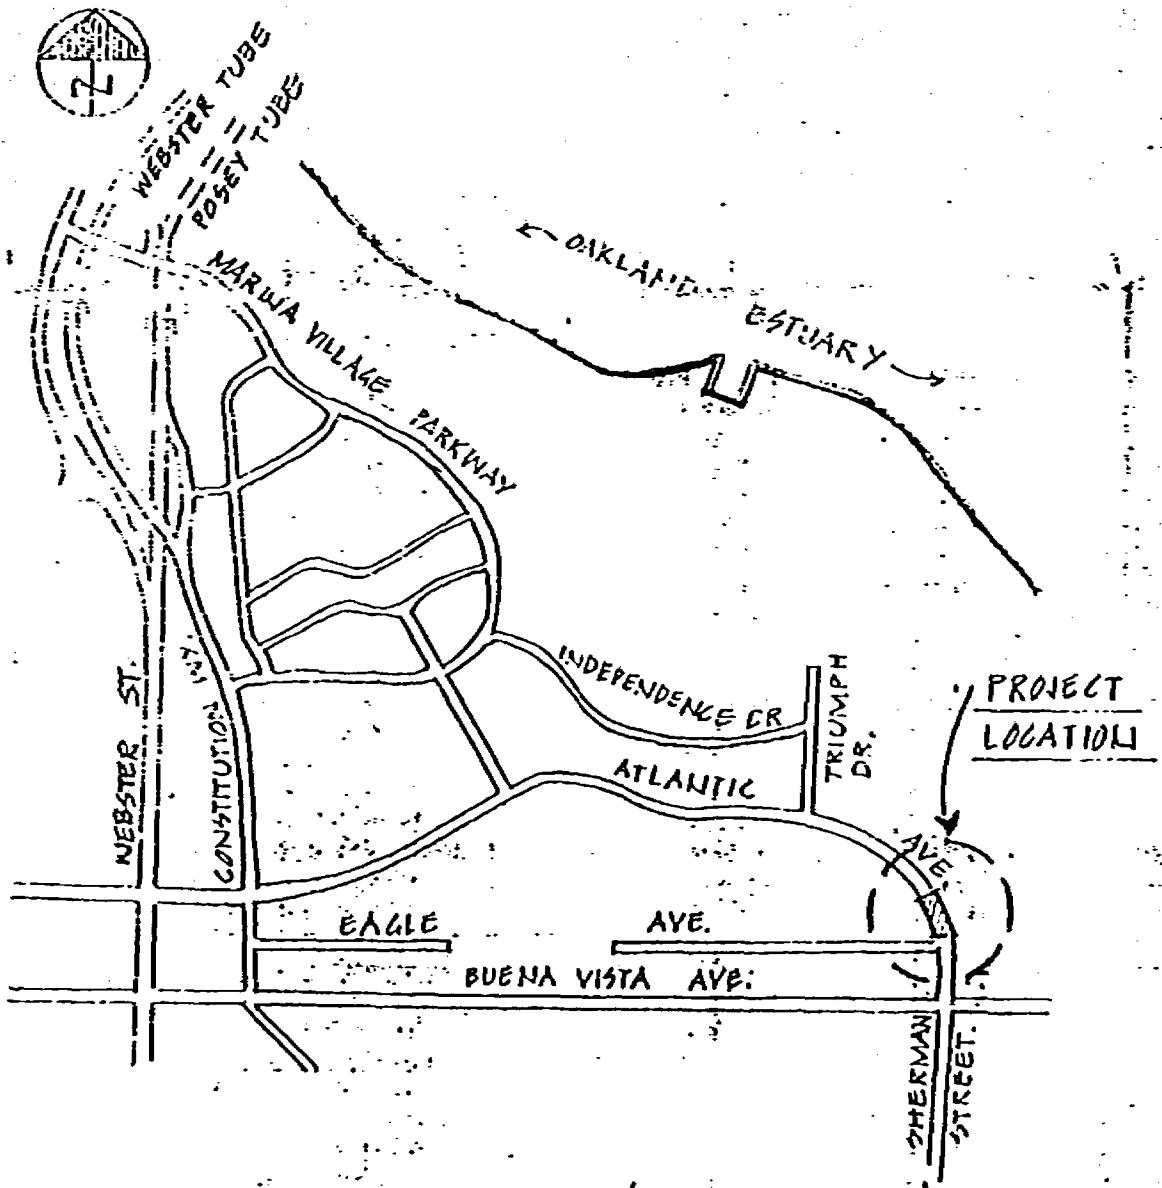 N
WEBSTER TUBE
POSEY TUBE
MARINA VILLAGE PARKWAY
← OAKLAND ESTUARY →
INDEPENDENCE DR
TRIUMPH
DR.
PROJECT
LOCATION
ATLANTIC AVE.
WEBSTER ST.
CONSTITUTION WY.
EAGLE AVE.
BUENA VISTA AVE.
SHERMAN
STREET.